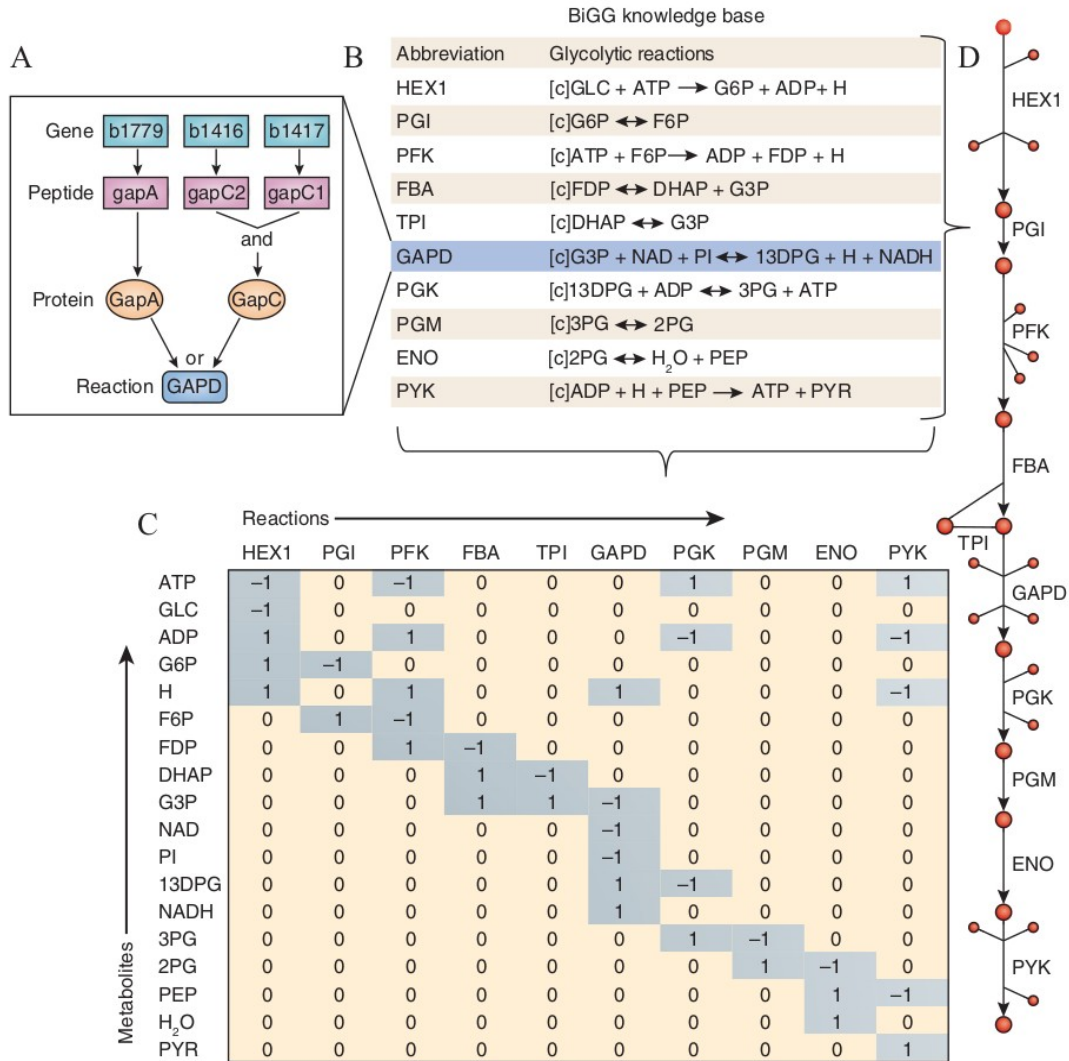 BiGG knowledge base
A
B
D
Abbreviation Glycolytic reactions
HEX1 [c]GLC + ATP → G6P + ADP+ H
PGI [c]G6P ↔ F6P
PFK [c]ATP + F6P → ADP + FDP + H
FBA [c]FDP ↔ DHAP + G3P
TPI [c]DHAP ↔ G3P
GAPD [c]G3P + NAD + PI ↔ 13DPG + H + NADH
PGK [c]13DPG + ADP ↔ 3PG + ATP
PGM [c]3PG ↔ 2PG
ENO [c]2PG ↔ H₂O + PEP
PYK [c]ADP + H + PEP → ATP + PYR
Gene b1779 b1416 b1417
Peptide gapA gapC2 gapC1
and
Protein GapA GapC
or
Reaction GAPD
HEX1
PGI
PFK
FBA
TPI
GAPD
PGK
PGM
ENO
PYK
C
Reactions
HEX1 PGI PFK FBA TPI GAPD PGK PGM ENO PYK
ATP –1 0 –1 0 0 0 1 0 0 1
GLC –1 0 0 0 0 0 0 0 0 0
ADP 1 0 1 0 0 0 –1 0 0 –1
G6P 1 –1 0 0 0 0 0 0 0 0
H 1 0 1 0 0 1 0 0 0 –1
F6P 0 1 –1 0 0 0 0 0 0 0
FDP 0 0 1 –1 0 0 0 0 0 0
DHAP 0 0 0 1 –1 0 0 0 0 0
G3P 0 0 0 1 1 –1 0 0 0 0
NAD 0 0 0 0 0 –1 0 0 0 0
PI 0 0 0 0 0 –1 0 0 0 0
13DPG 0 0 0 0 0 1 –1 0 0 0
NADH 0 0 0 0 0 1 0 0 0 0
3PG 0 0 0 0 0 0 1 –1 0 0
2PG 0 0 0 0 0 0 0 1 –1 0
PEP 0 0 0 0 0 0 0 0 1 –1
H₂O 0 0 0 0 0 0 0 0 1 0
PYR 0 0 0 0 0 0 0 0 0 1
Metabolites